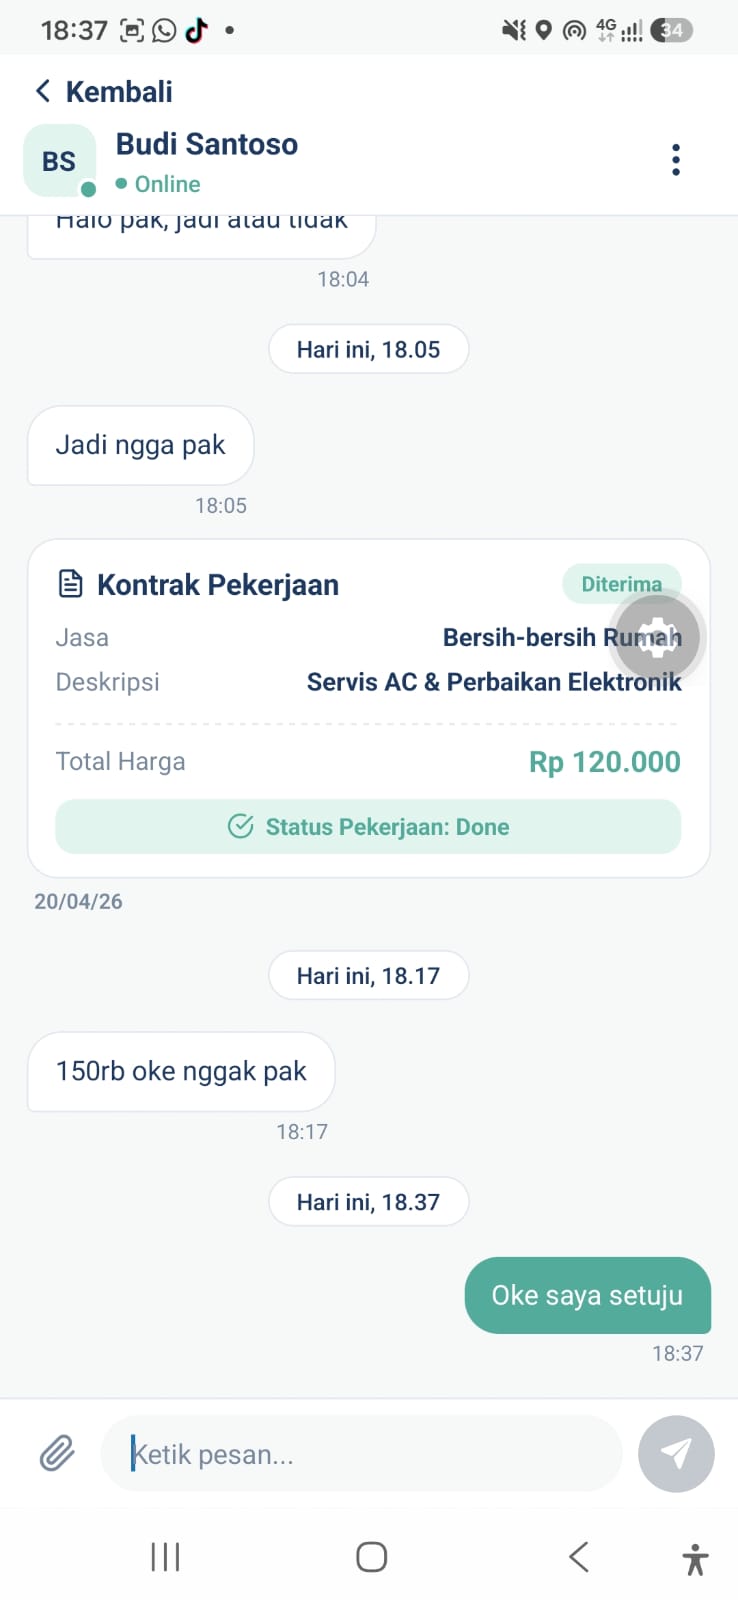 18:37
4G
34
Kembali
BS
Budi Santoso
Online
Halo pak, jadi atau tidak
18:04
Hari ini, 18.05
Jadi ngga pak
18:05
Kontrak Pekerjaan
Diterima
Jasa
Bersih-bersih Rumah
Deskripsi
Servis AC & Perbaikan Elektronik
Total Harga
Rp 120.000
Status Pekerjaan: Done
20/04/26
Hari ini, 18.17
150rb oke nggak pak
18:17
Hari ini, 18.37
Oke saya setuju
18:37
Ketik pesan...